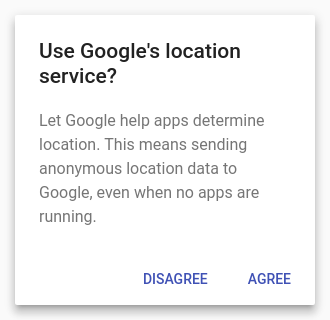 Use Google's location
service?
Let Google help apps determine
location. This means sending
anonymous location data to
Google, even when no apps are
running.
DISAGREE AGREE